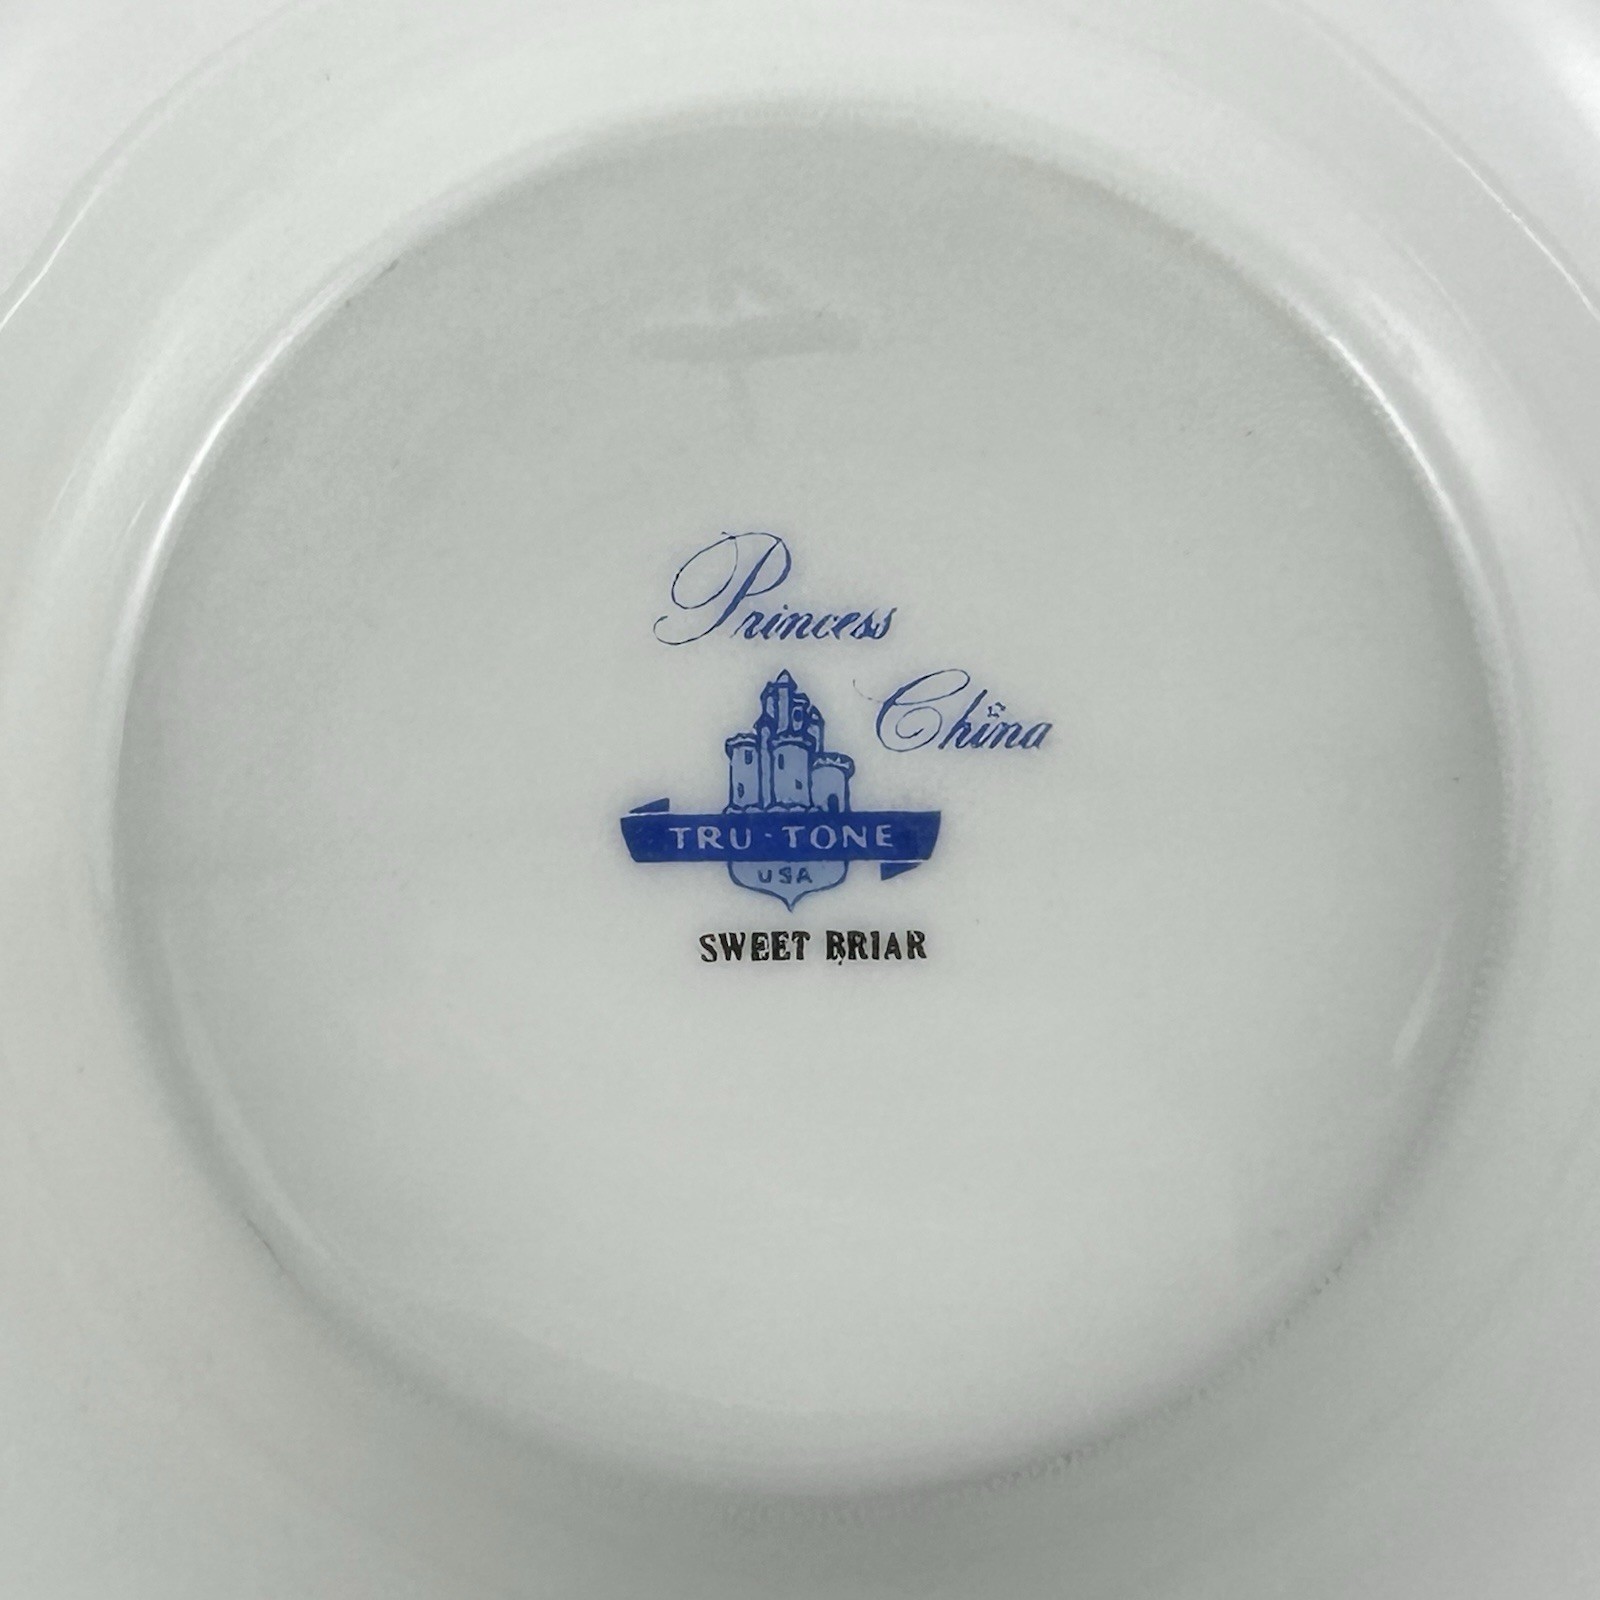 Princess
China
TRU-TONE
USA
SWEET BRIAR